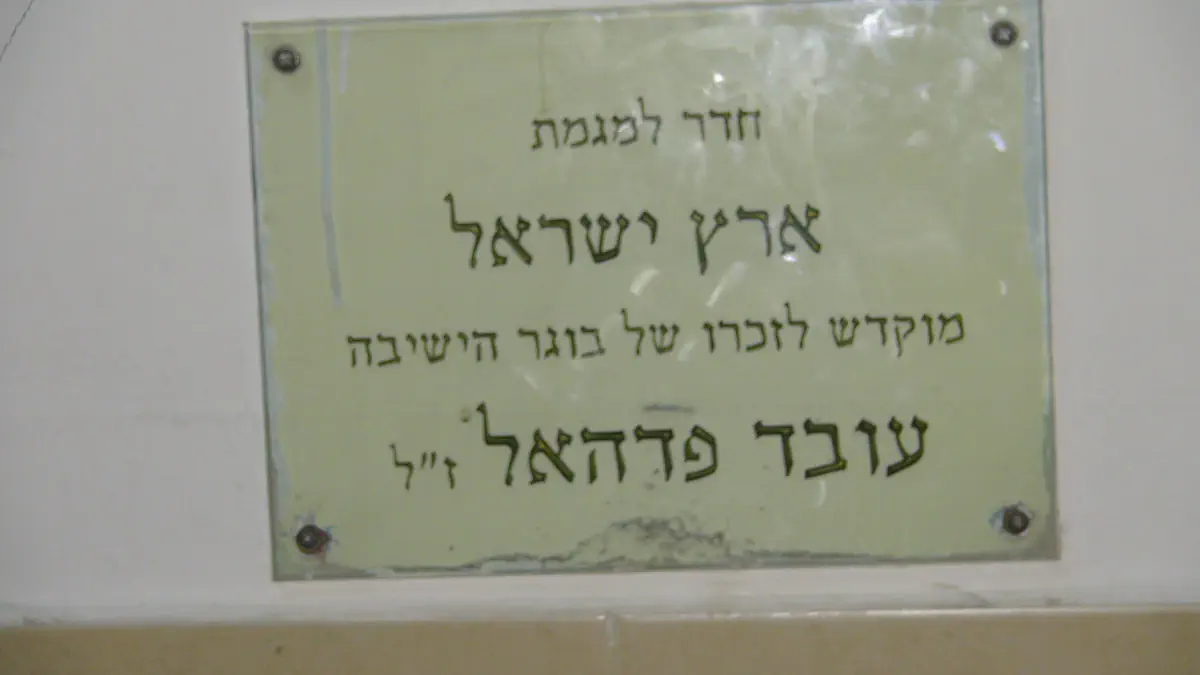 חדר למגמת
ארץ ישראל
מוקדש לזכרו של בוגר הישיבה
עובד פדהאל ז"ל